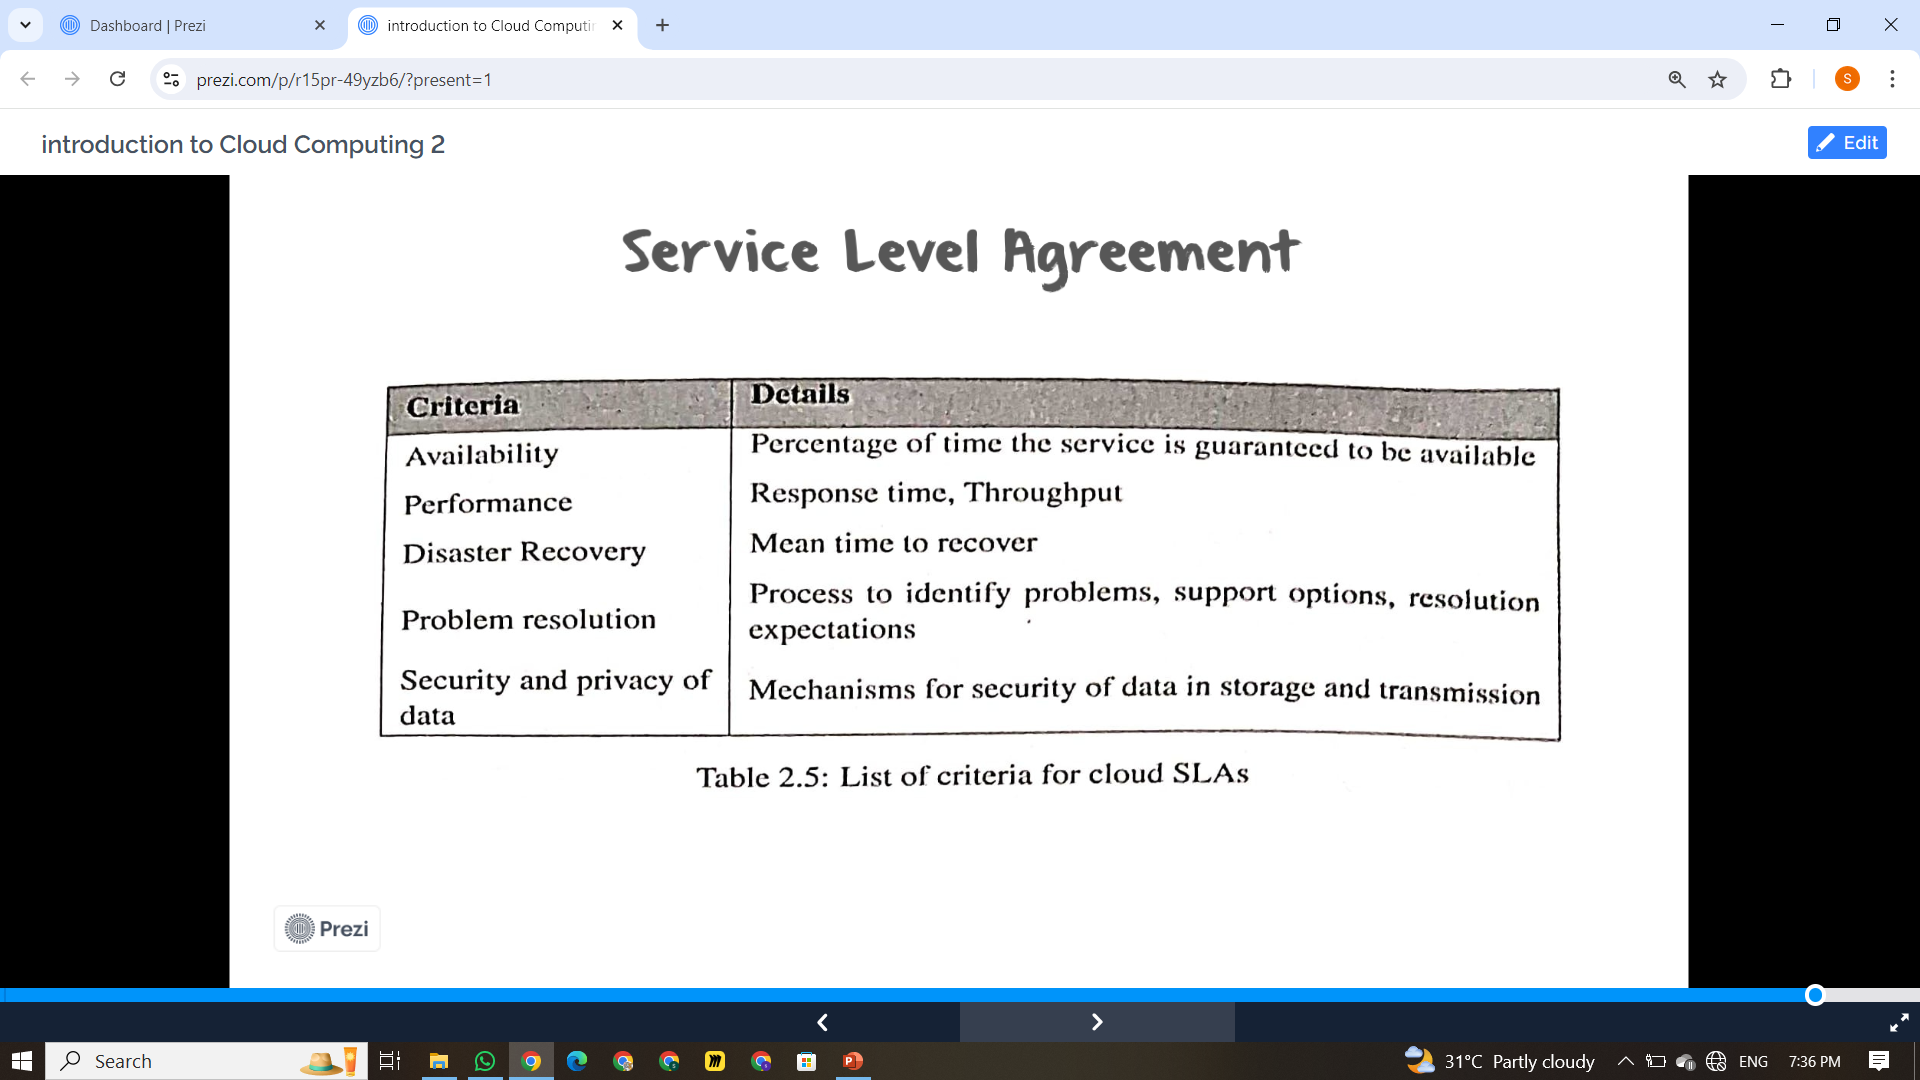 Dashboard | Prezi
introduction to Cloud Computin
prezi.com/p/r15pr-49yzb6/?present=1
S
introduction to Cloud Computing 2
Edit
Service Level Agreement
Criteria Details
Availability Percentage of time the service is guaranteed to be available
Performance Response time, Throughput
Disaster Recovery Mean time to recover
Problem resolution Process to identify problems, support options, resolution
expectations
Security and privacy of Mechanisms for security of data in storage and transmission
data
Table 2.5: List of criteria for cloud SLAs
Prezi
Search
31°C Partly cloudy ENG 7:36 PM